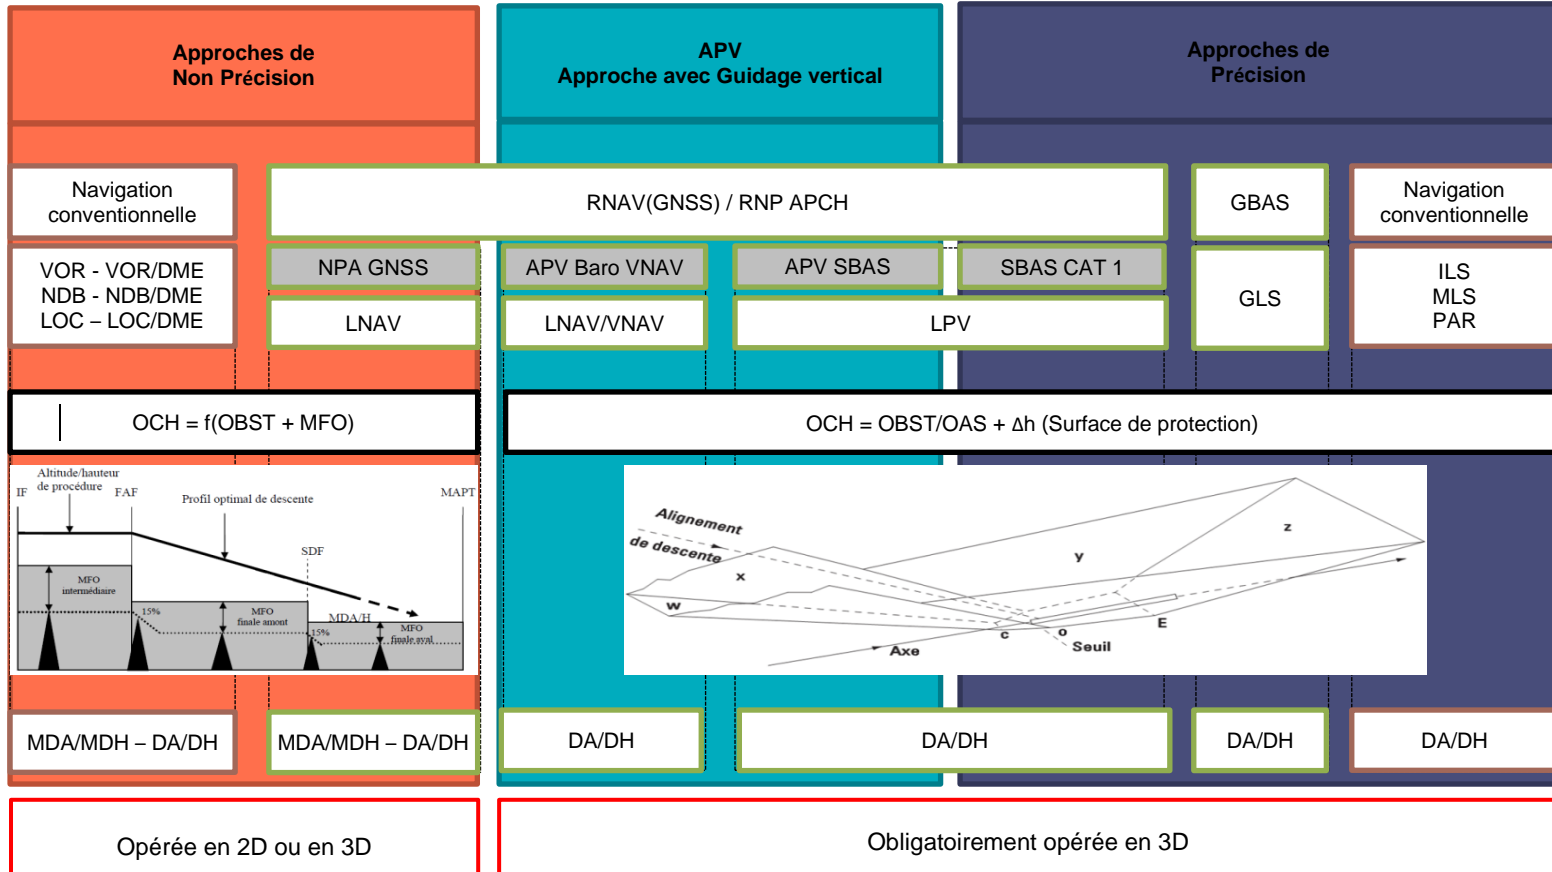 Approches de
Non Précision
APV
Approche avec Guidage vertical
Approches de
Précision
Navigation
conventionnelle
RNAV(GNSS) / RNP APCH
GBAS
Navigation
conventionnelle
VOR - VOR/DME
NDB - NDB/DME
LOC – LOC/DME
NPA GNSS
LNAV
APV Baro VNAV
LNAV/VNAV
APV SBAS
SBAS CAT 1
LPV
GLS
ILS
MLS
PAR
OCH = f(OBST + MFO)
OCH = OBST/OAS + Δh (Surface de protection)
Altitude/hauteur
de procédure
IF
FAF
Profil optimal de descente
MAPT
SDF
MFO
intermédiaire
15%
MFO
finale amont
MDA/H
15%
MFO
finale aval
Alignement
de descente
x
w
y
z
c
o
E
Seuil
Axe
MDA/MDH – DA/DH
MDA/MDH – DA/DH
DA/DH
DA/DH
DA/DH
DA/DH
Opérée en 2D ou en 3D
Obligatoirement opérée en 3D